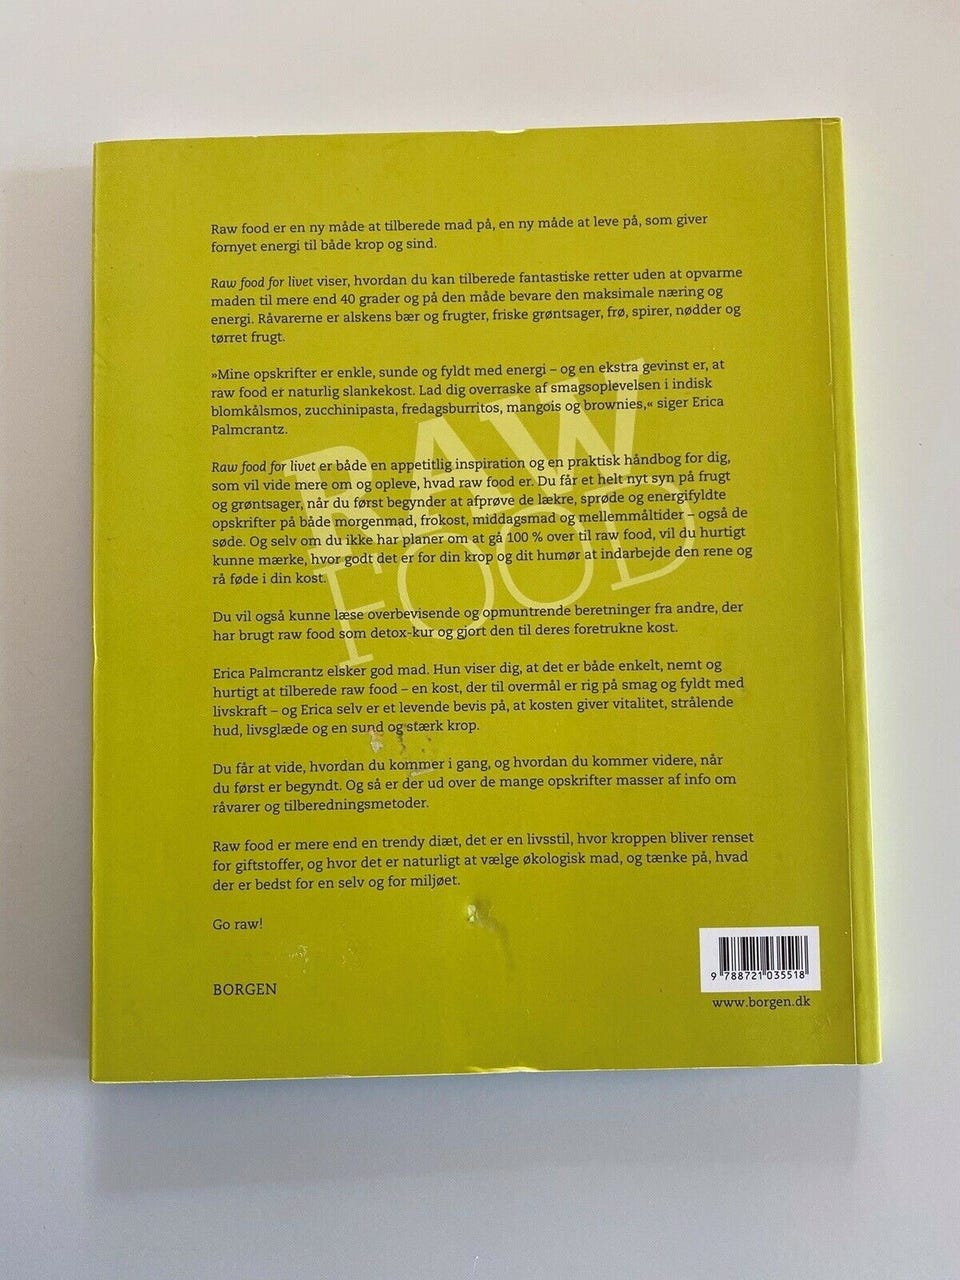 Raw food er en ny måde at tilberede mad på, en ny måde at leve på, som giver
fornyet energi til både krop og sind.
Raw food for livet viser, hvordan du kan tilberede fantastiske retter uden at opvarme
maden til mere end 40 grader og på den måde bevare den maksimale næring og
energi. Råvarerne er alskens bær og frugter, friske grøntsager, frø, spirer, nødder og
tørret frugt.
»Mine opskrifter er enkle, sunde og fyldt med energi – og en ekstra gevinst er, at
raw food er naturlig slankekost. Lad dig overraske af smagsoplevelsen i indisk
blomkålsmos, zucchinipasta, fredagsburritos, mangois og brownies,« siger Erica
Palmcrantz.
Raw food for livet er både en appetitlig inspiration og en praktisk håndbog for dig,
som vil vide mere om og opleve, hvad raw food er. Du får et helt nyt syn på frugt
og grøntsager, når du først begynder at afprøve de lækre, sprøde og energifyldte
opskrifter på både morgenmad, frokost, middagsmad og mellemmåltider – også de
søde. Og selv om du ikke har planer om at gå 100 % over til raw food, vil du hurtigt
kunne mærke, hvor godt det er for din krop og dit humør at indarbejde den rene og
rå føde i din kost.
RAW
FOOD
Du vil også kunne læse overbevisende og opmuntrende beretninger fra andre, der
har brugt raw food som detox-kur og gjort den til deres foretrukne kost.
Erica Palmcrantz elsker god mad. Hun viser dig, at det er både enkelt, nemt og
hurtigt at tilberede raw food – en kost, der til overmål er rig på smag og fyldt med
livskraft – og Erica selv er et levende bevis på, at kosten giver vitalitet, strålende
hud, livsglæde og en sund og stærk krop.
Du får at vide, hvordan du kommer i gang, og hvordan du kommer videre, når
du først er begyndt. Og så er der ud over de mange opskrifter masser af info om
råvarer og tilberedningsmetoder.
Raw food er mere end en trendy diæt, det er en livsstil, hvor kroppen bliver renset
for giftstoffer, og hvor det er naturligt at vælge økologisk mad, og tænke på, hvad
der er bedst for en selv og for miljøet.
Go raw!
BORGEN
9 788721 035518
www.borgen.dk